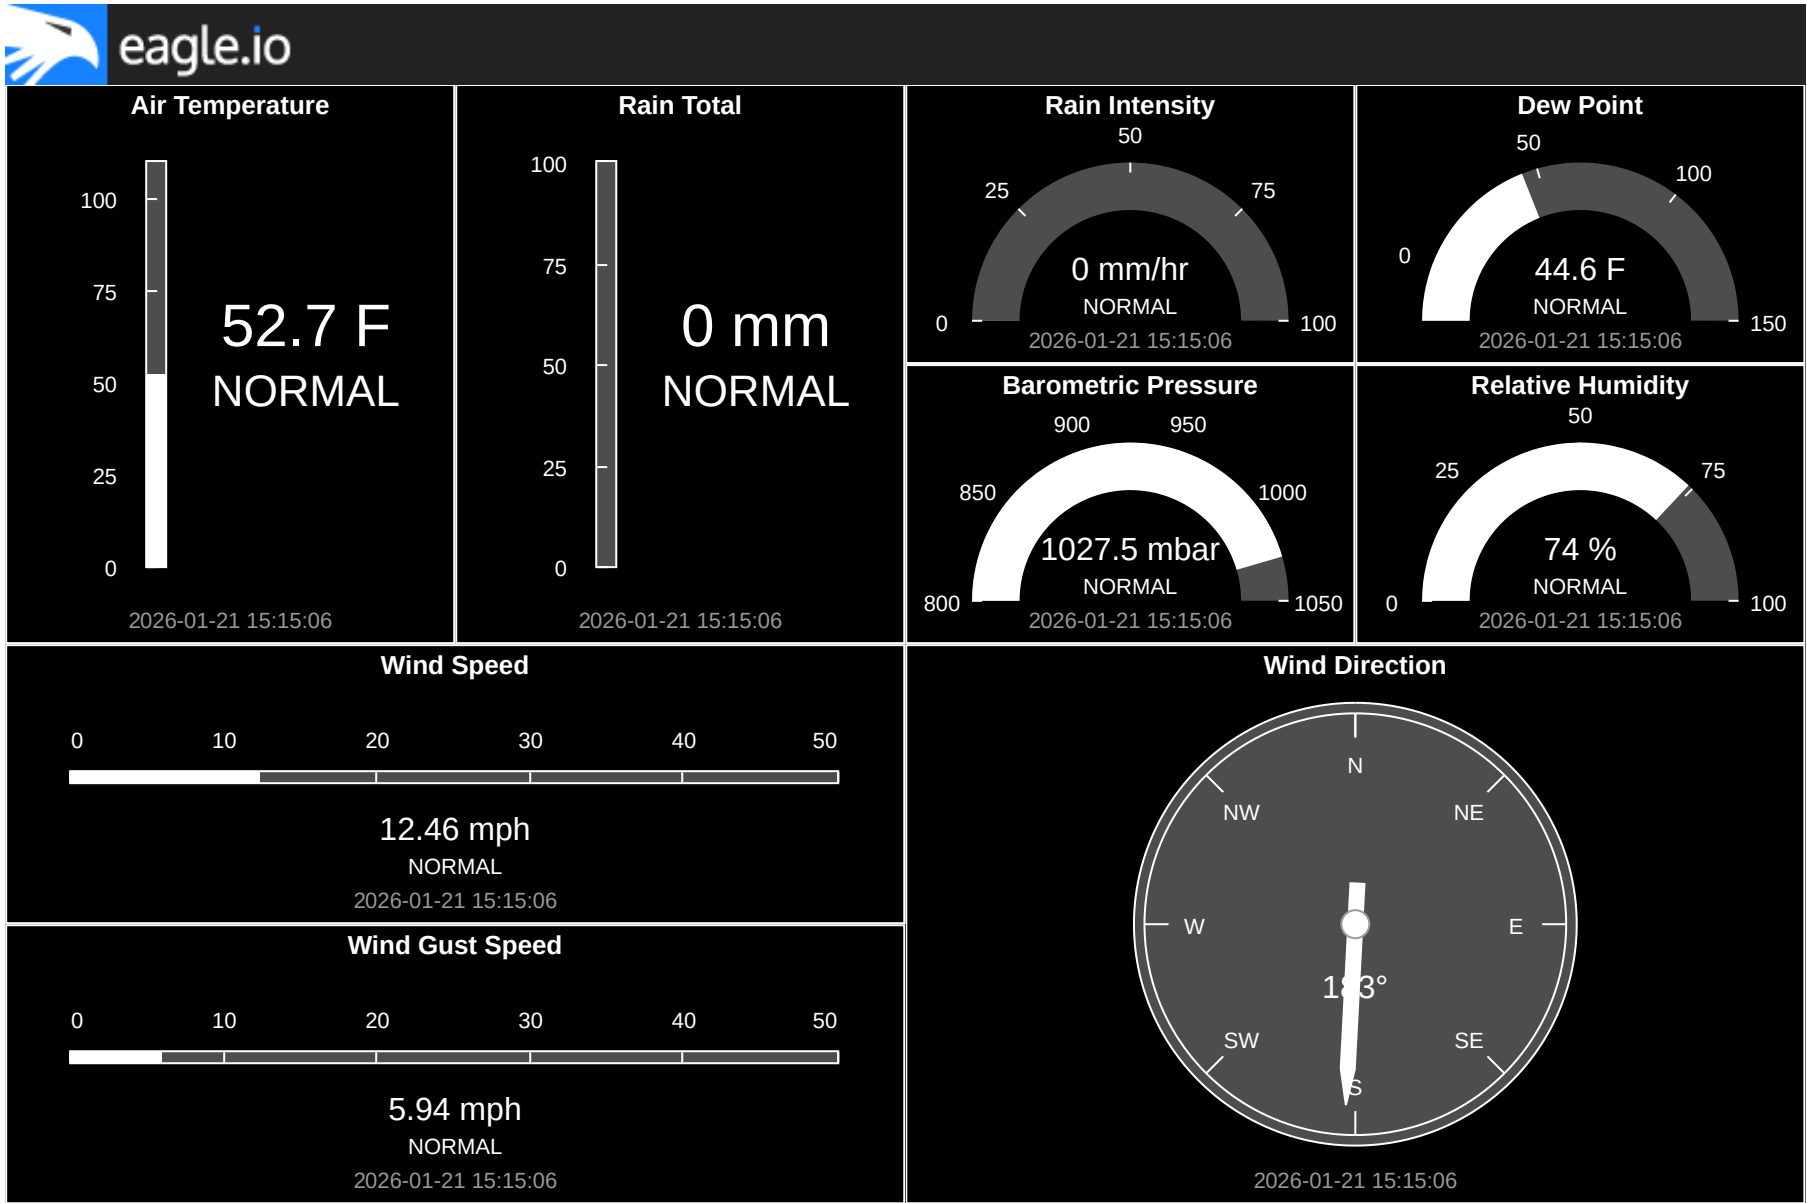 eagle.io
Air Temperature
100
75
50
25
0
52.7 F
NORMAL
2026-01-21 15:15:06
Rain Total
100
75
50
25
0
0 mm
NORMAL
2026-01-21 15:15:06
Rain Intensity
0
25
50
75
100
0 mm/hr
NORMAL
2026-01-21 15:15:06
Dew Point
0
50
100
150
44.6 F
NORMAL
2026-01-21 15:15:06
Barometric Pressure
800
850
900
950
1000
1050
1027.5 mbar
NORMAL
2026-01-21 15:15:06
Relative Humidity
0
25
50
75
100
74 %
NORMAL
2026-01-21 15:15:06
Wind Speed
0 10 20 30 40 50
12.46 mph
NORMAL
2026-01-21 15:15:06
Wind Gust Speed
0 10 20 30 40 50
5.94 mph
NORMAL
2026-01-21 15:15:06
Wind Direction
N
NW NE
W E
183°
SW SE
S
2026-01-21 15:15:06